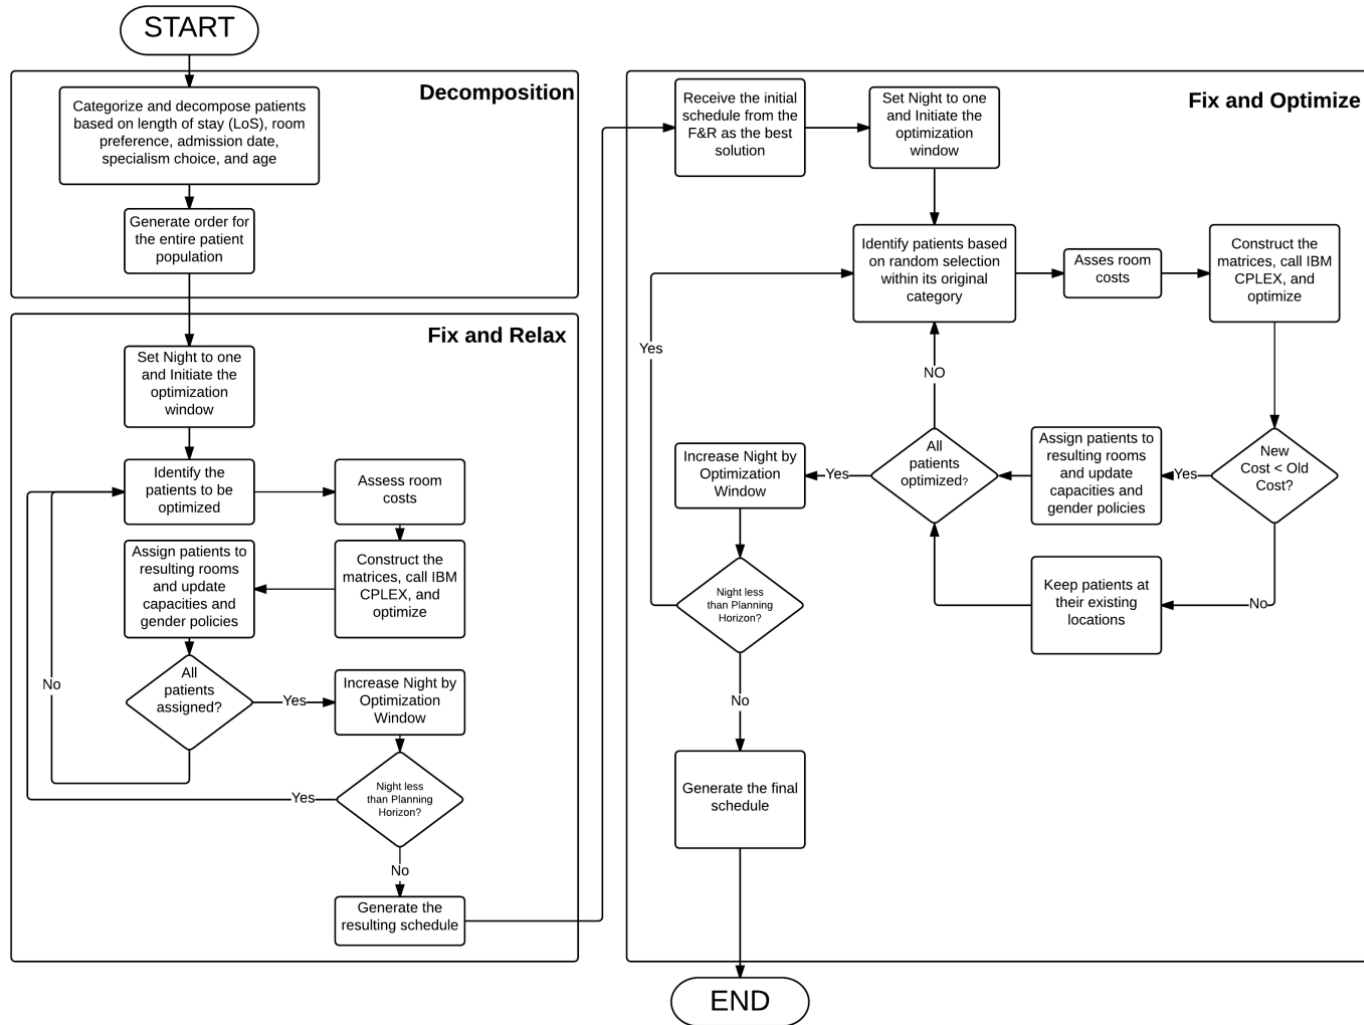 START
Decomposition
Categorize and decompose patients
based on length of stay (LoS), room
preference, admission date,
specialism choice, and age
Generate order for
the entire patient
population
Fix and Relax
Set Night to one
and Initiate the
optimization
window
Identify the
patients to be
optimized
Assess room
costs
Construct the
matrices, call IBM
CPLEX, and
optimize
Assign patients to
resulting rooms
and update
capacities and
gender policies
All
patients
assigned?
No
Yes
Increase Night by
Optimization
Window
Night less
than Planning
Horizon?
Yes
No
Generate the
resulting schedule
Fix and Optimize
Receive the initial
schedule from the
F&R as the best
solution
Set Night to one
and Initiate the
optimization
window
Identify patients based
on random selection
within its original
category
Asses room
costs
Construct the
matrices, call IBM
CPLEX, and
optimize
New
Cost < Old
Cost?
Yes
No
Assign patients to
resulting rooms
and update
capacities and
gender policies
Keep patients at
their existing
locations
All
patients
optimized?
NO
Yes
Increase Night by
Optimization
Window
Night less
than Planning
Horizon?
Yes
No
Generate the final
schedule
END